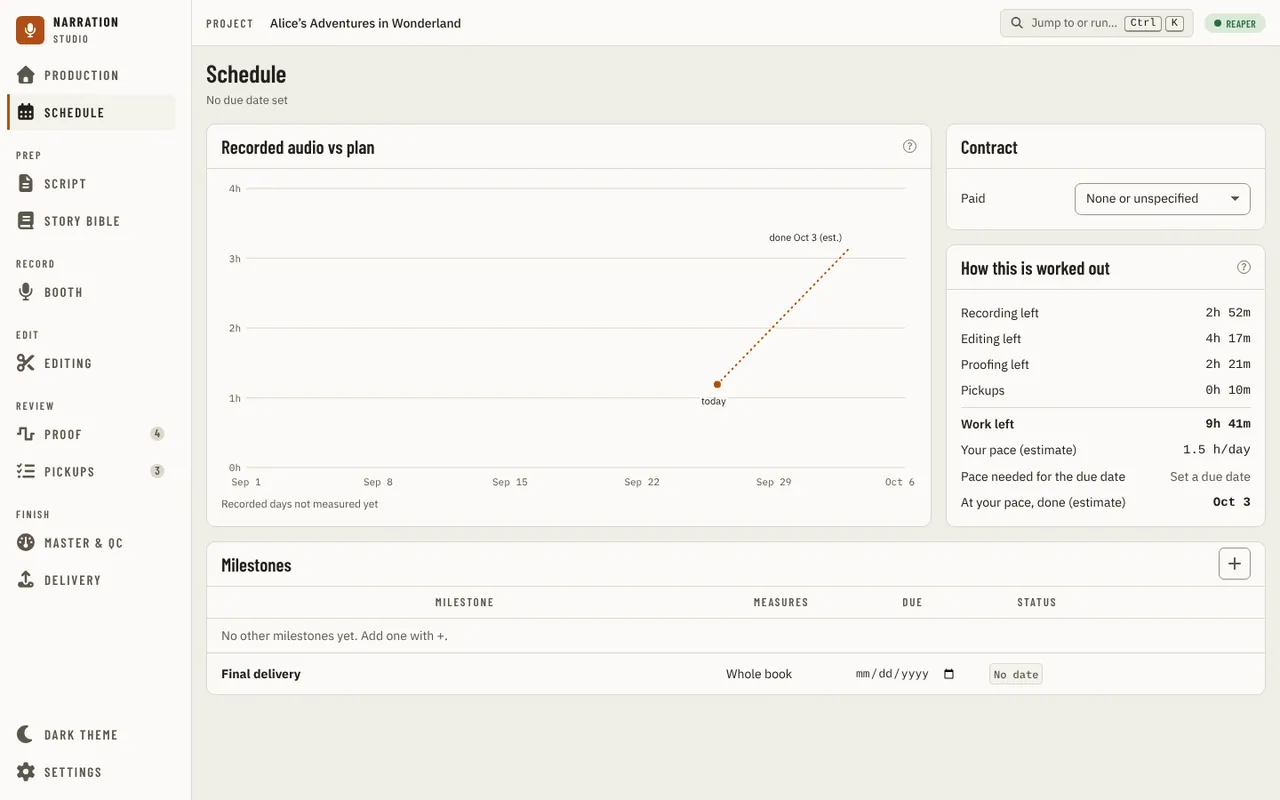 NARRATION
STUDIO
PRODUCTION
SCHEDULE
PREP
SCRIPT
STORY BIBLE
RECORD
BOOTH
EDIT
EDITING
REVIEW
PROOF 4
PICKUPS 3
FINISH
MASTER & QC
DELIVERY
DARK THEME
SETTINGS
PROJECT Alice's Adventures in Wonderland
Jump to or run... Ctrl K
REAPER
Schedule
No due date set
Recorded audio vs plan ?
4h
3h
2h
1h
0h
done Oct 3 (est.)
today
Sep 1 Sep 8 Sep 15 Sep 22 Sep 29 Oct 6
Recorded days not measured yet
Contract
Paid None or unspecified
How this is worked out ?
Recording left 2h 52m
Editing left 4h 17m
Proofing left 2h 21m
Pickups 0h 10m
Work left 9h 41m
Your pace (estimate) 1.5 h/day
Pace needed for the due date Set a due date
At your pace, done (estimate) Oct 3
Milestones +
MILESTONE MEASURES DUE STATUS
No other milestones yet. Add one with +.
Final delivery Whole book mm/dd/yyyy No date